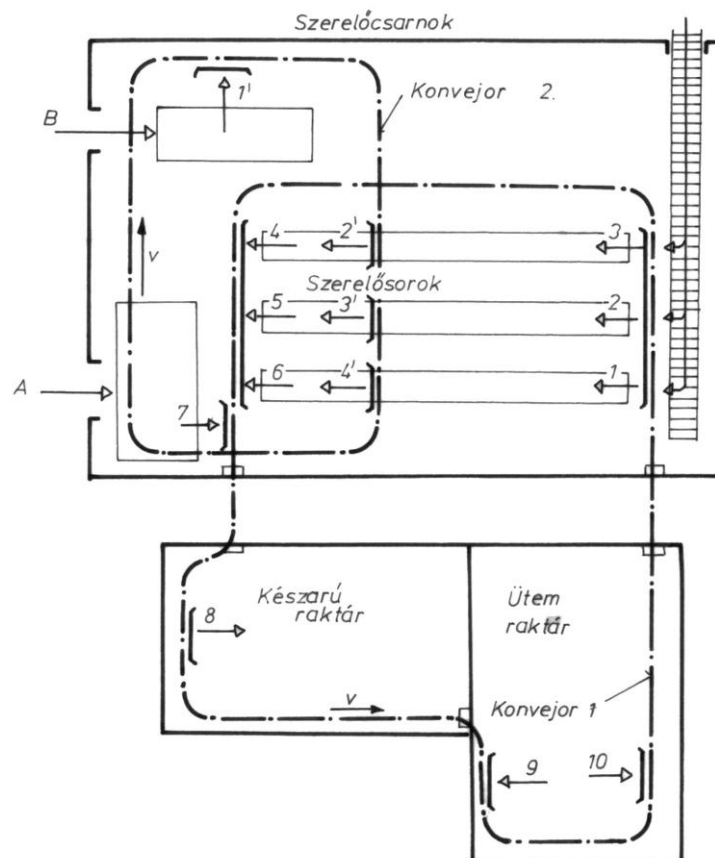 Szerelőcsarnok
1'
B
Konvejor 2.
v
4
2'
3
Szerelősorok
5
3'
2
A
6
4'
1
7
Készarú
raktár
Ütem
raktár
8
v
Konvejor 1
9
10